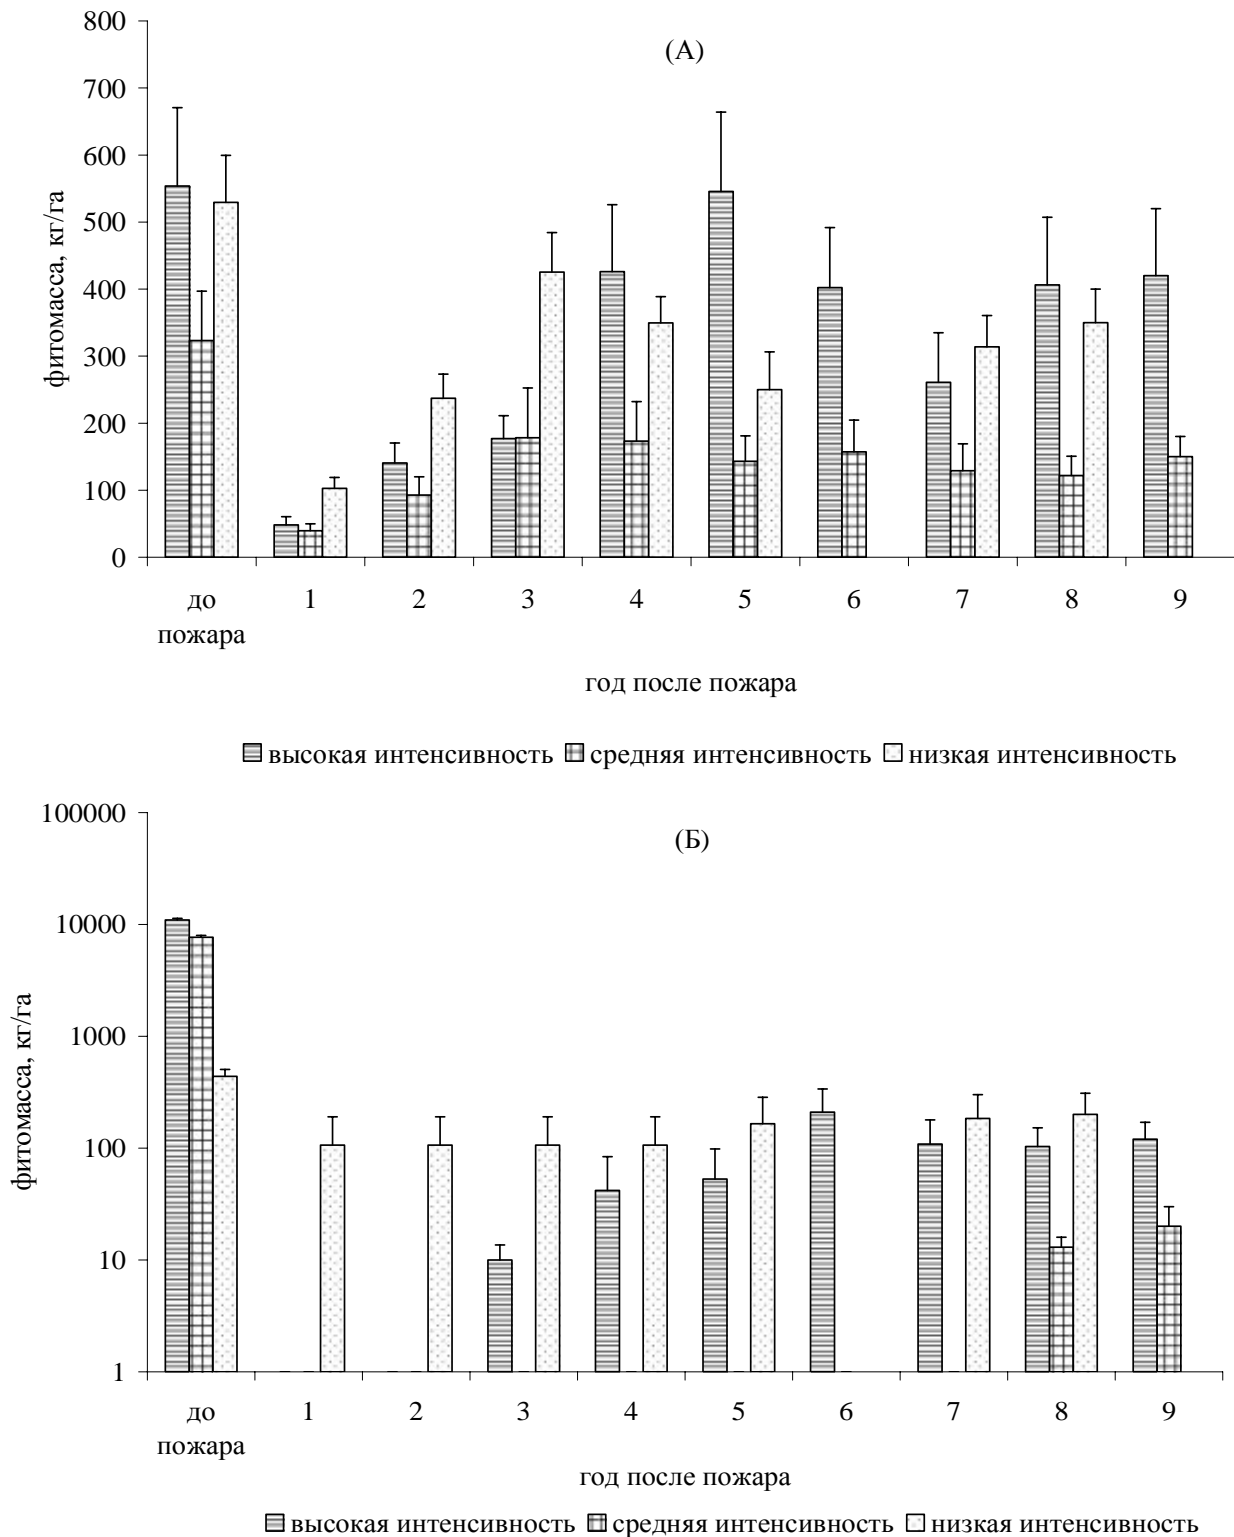 (А)
800
700
600
500
400
300
200
100
0
фитомасса, кг/га
до пожара 1 2 3 4 5 6 7 8 9
год после пожара
высокая интенсивность средняя интенсивность низкая интенсивность
(Б)
100000
10000
1000
100
10
1
фитомасса, кг/га
до пожара 1 2 3 4 5 6 7 8 9
год после пожара
высокая интенсивность средняя интенсивность низкая интенсивность